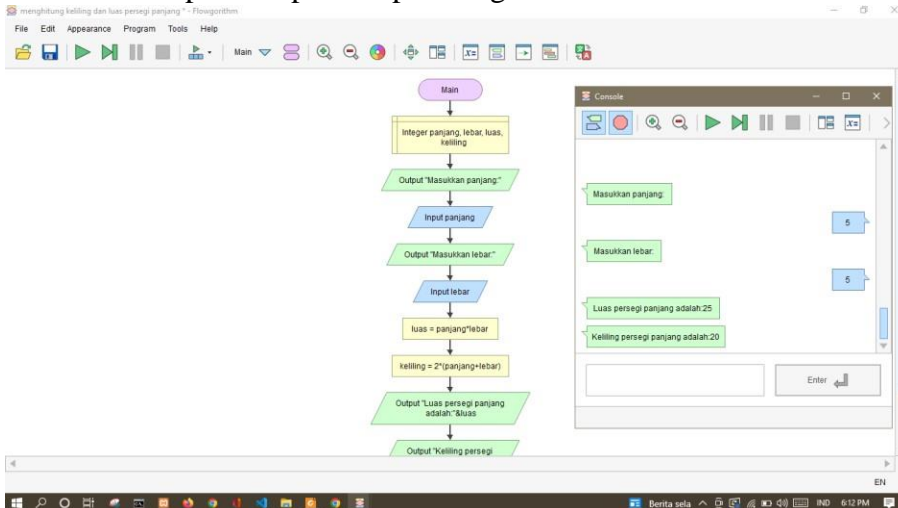 menghitung keliling dan luas persegi panjang * - Flowgorithm
File Edit Appearance Program Tools Help
Main
Main
Integer panjang, lebar, luas,
keliling
Output "Masukkan panjang:"
Input panjang
Output "Masukkan lebar:"
Input lebar
luas = panjang*lebar
keliling = 2*(panjang+lebar)
Output "Luas persegi panjang
adalah:"&luas
Output "Keliling persegi
Console
Masukkan panjang:
5
Masukkan lebar:
5
Luas persegi panjang adalah:25
Keliling persegi panjang adalah:20
Enter
EN
Berita sela
IND
6:12 PM